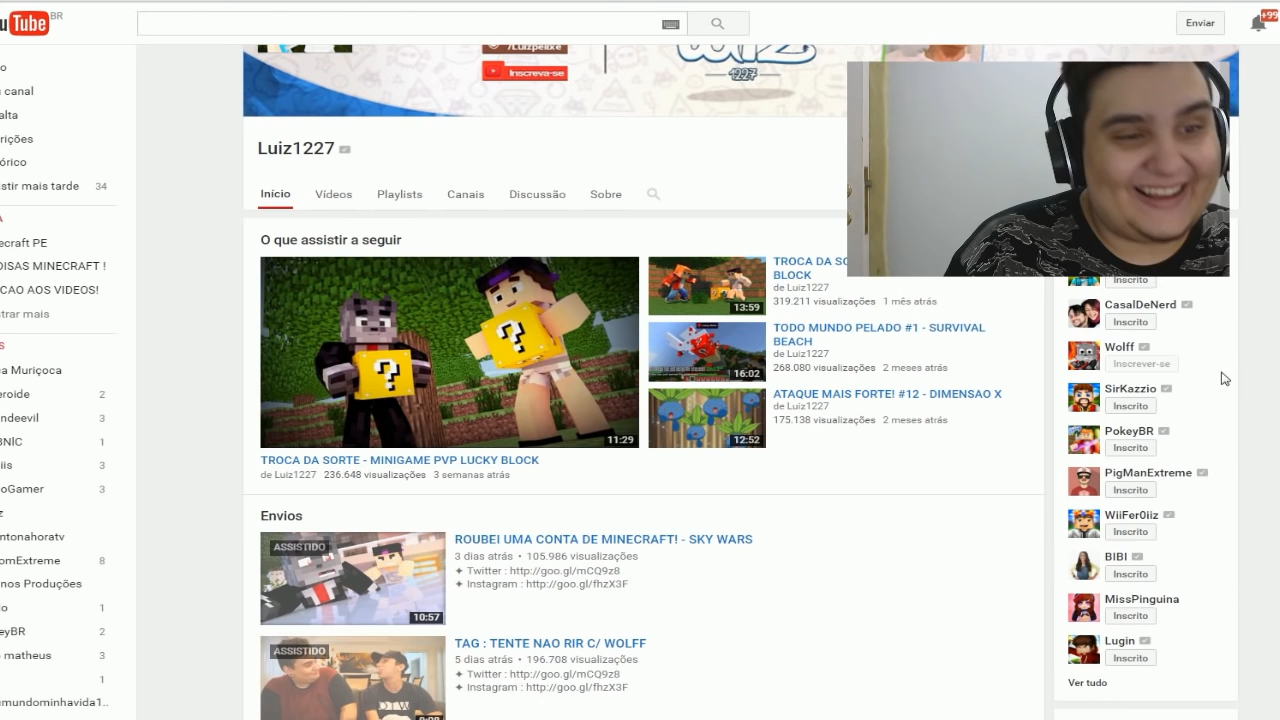 uTube BR
Enviar
+99
/Luizpelixe
Inscreva-se
1227
o
canal
alta
rições
órico
stir mais tarde 34
A
ecraft PE
OISAS MINECRAFT !
CAO AOS VIDEOS!
strar mais
S
a Muriçoca
eroide 2
ndeevil 3
BNIC 1
iis 3
oGamer 3
z
ntonahoratv
omExtreme 8
nos Produções
o 1
eyBR 2
matheus 3
1
mundominhavida1..
Luiz1227
Início Vídeos Playlists Canais Discussão Sobre
O que assistir a seguir
11:29
TROCA DA SORTE - MINIGAME PVP LUCKY BLOCK
de Luiz1227 236.648 visualizações 3 semanas atrás
13:59
TROCA DA SO
BLOCK
de Luiz1227
319.211 visualizações 1 mês atrás
16:02
TODO MUNDO PELADO #1 - SURVIVAL
BEACH
de Luiz1227
268.080 visualizações 2 meses atrás
12:52
ATAQUE MAIS FORTE! #12 - DIMENSAO X
de Luiz1227
175.138 visualizações 2 meses atrás
Envios
ASSISTIDO
10:57
ROUBEI UMA CONTA DE MINECRAFT! - SKY WARS
3 dias atrás • 105.986 visualizações
✦ Twitter : http://goo.gl/mCQ9z8
✦ Instagram : http://goo.gl/fhzX3F
ASSISTIDO
TAG : TENTE NAO RIR C/ WOLFF
5 dias atrás • 196.708 visualizações
✦ Twitter : http://goo.gl/mCQ9z8
✦ Instagram : http://goo.gl/fhzX3F
Inscrito
CasalDeNerd
Inscrito
Wolff
Inscrever-se
SirKazzio
Inscrito
PokeyBR
Inscrito
PigManExtreme
Inscrito
WiiFer0iiz
Inscrito
BIBI
Inscrito
MissPinguina
Inscrito
Lugin
Inscrito
Ver tudo